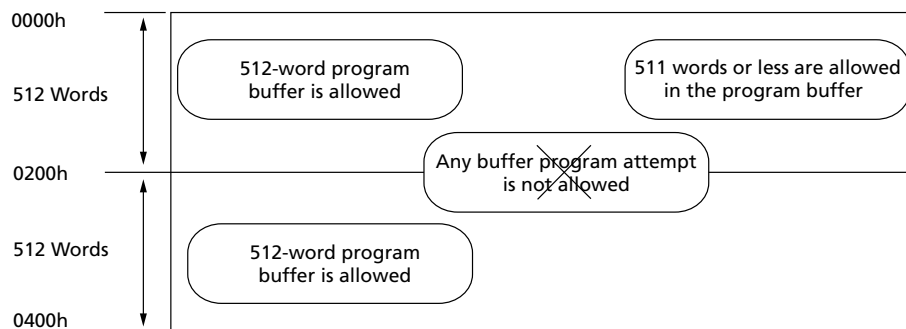 0000h
512 Words
512-word program
buffer is allowed
511 words or less are allowed
in the program buffer
0200h
Any buffer program attempt
is not allowed
512 Words
512-word program
buffer is allowed
0400h